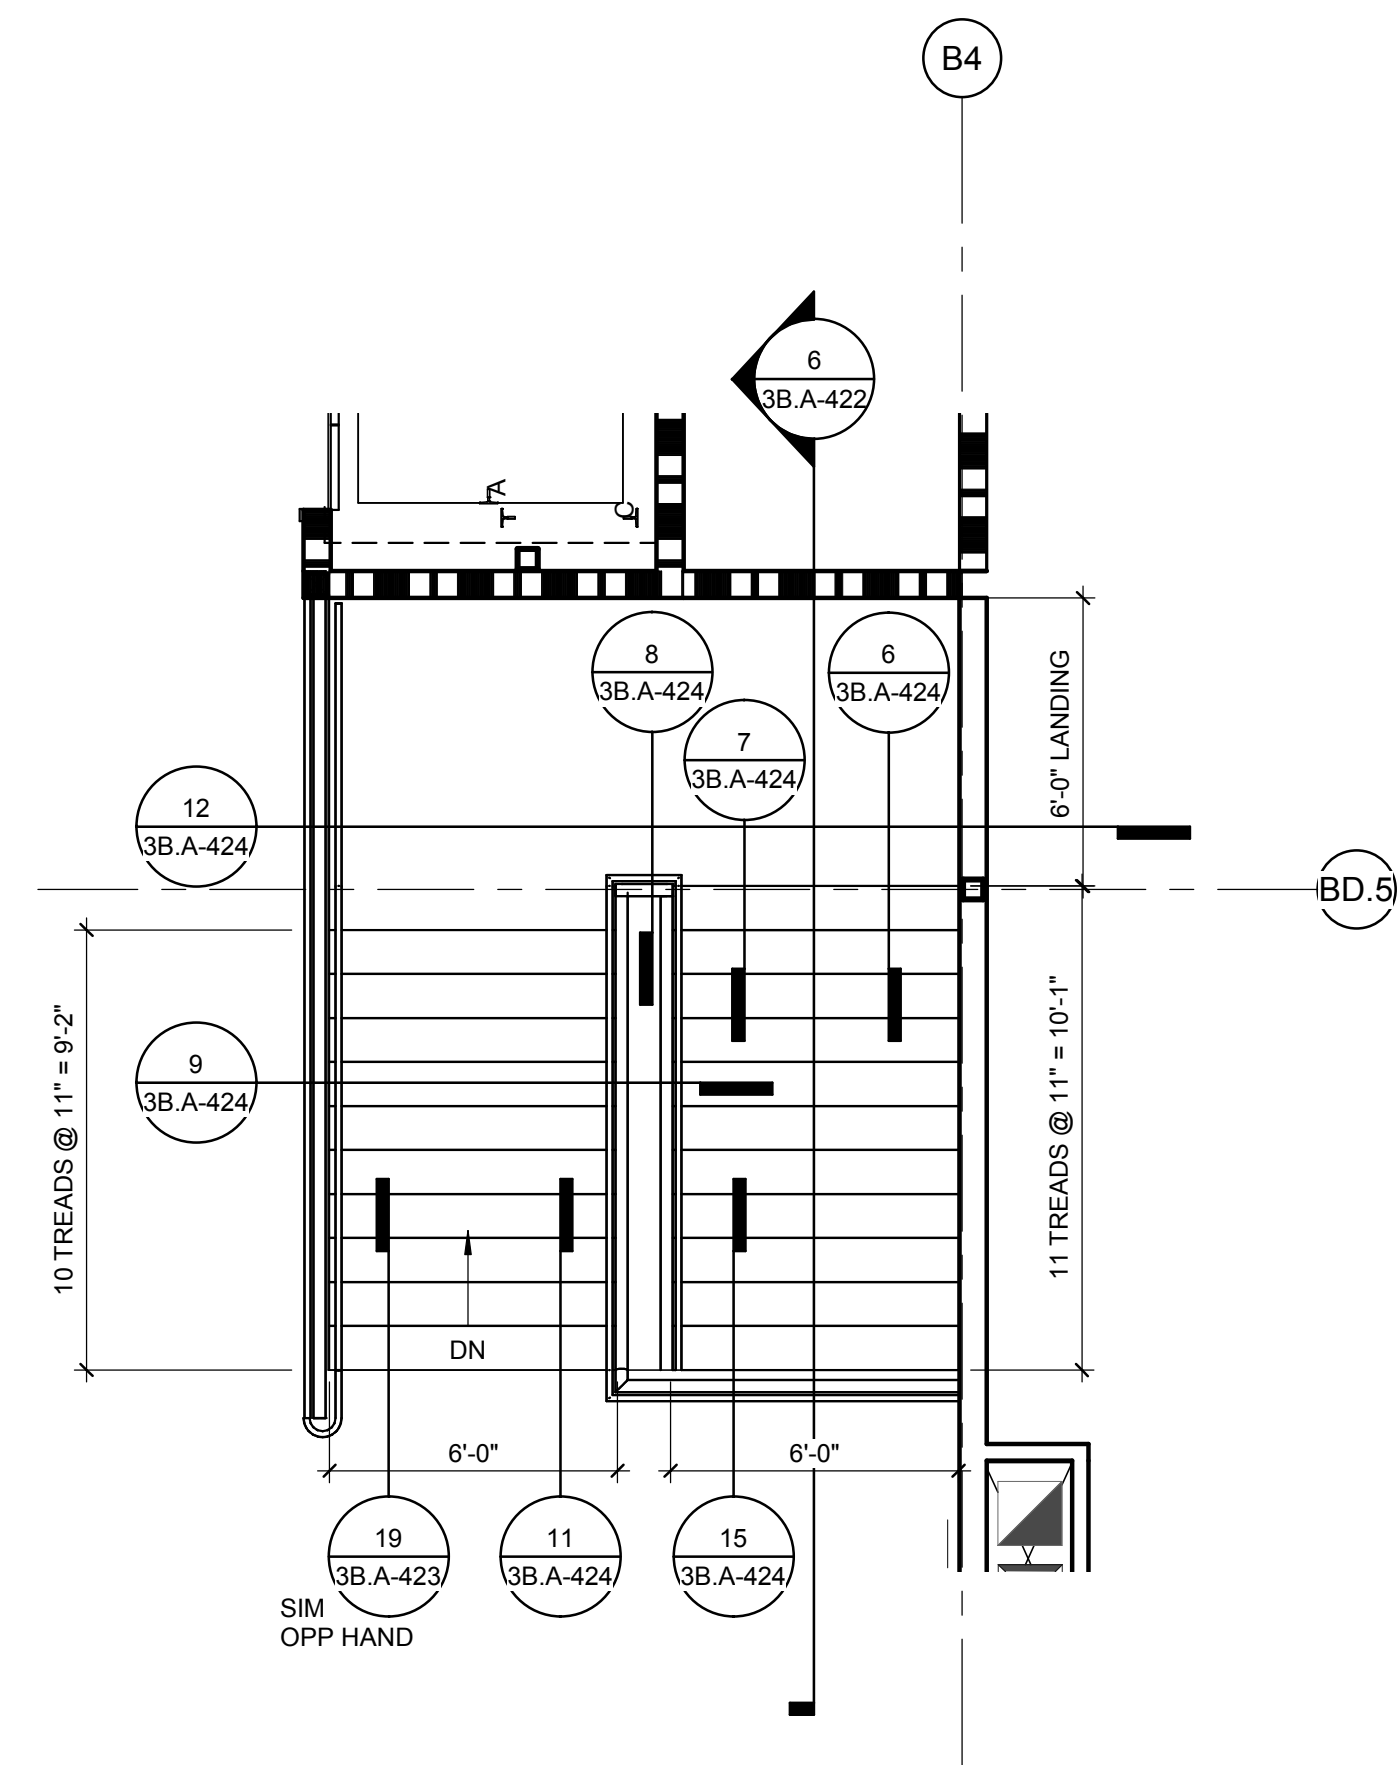 B4
6
3B.A-422
A
T
C
T
8
3B.A-424
6
3B.A-424
7
3B.A-424
6'-0" LANDING
12
3B.A-424
BD.5
10 TREADS @ 11" = 9'-2"
9
3B.A-424
11 TREADS @ 11" = 10'-1"
DN
6'-0"
6'-0"
19
3B.A-423
11
3B.A-424
15
3B.A-424
SIM
OPP HAND